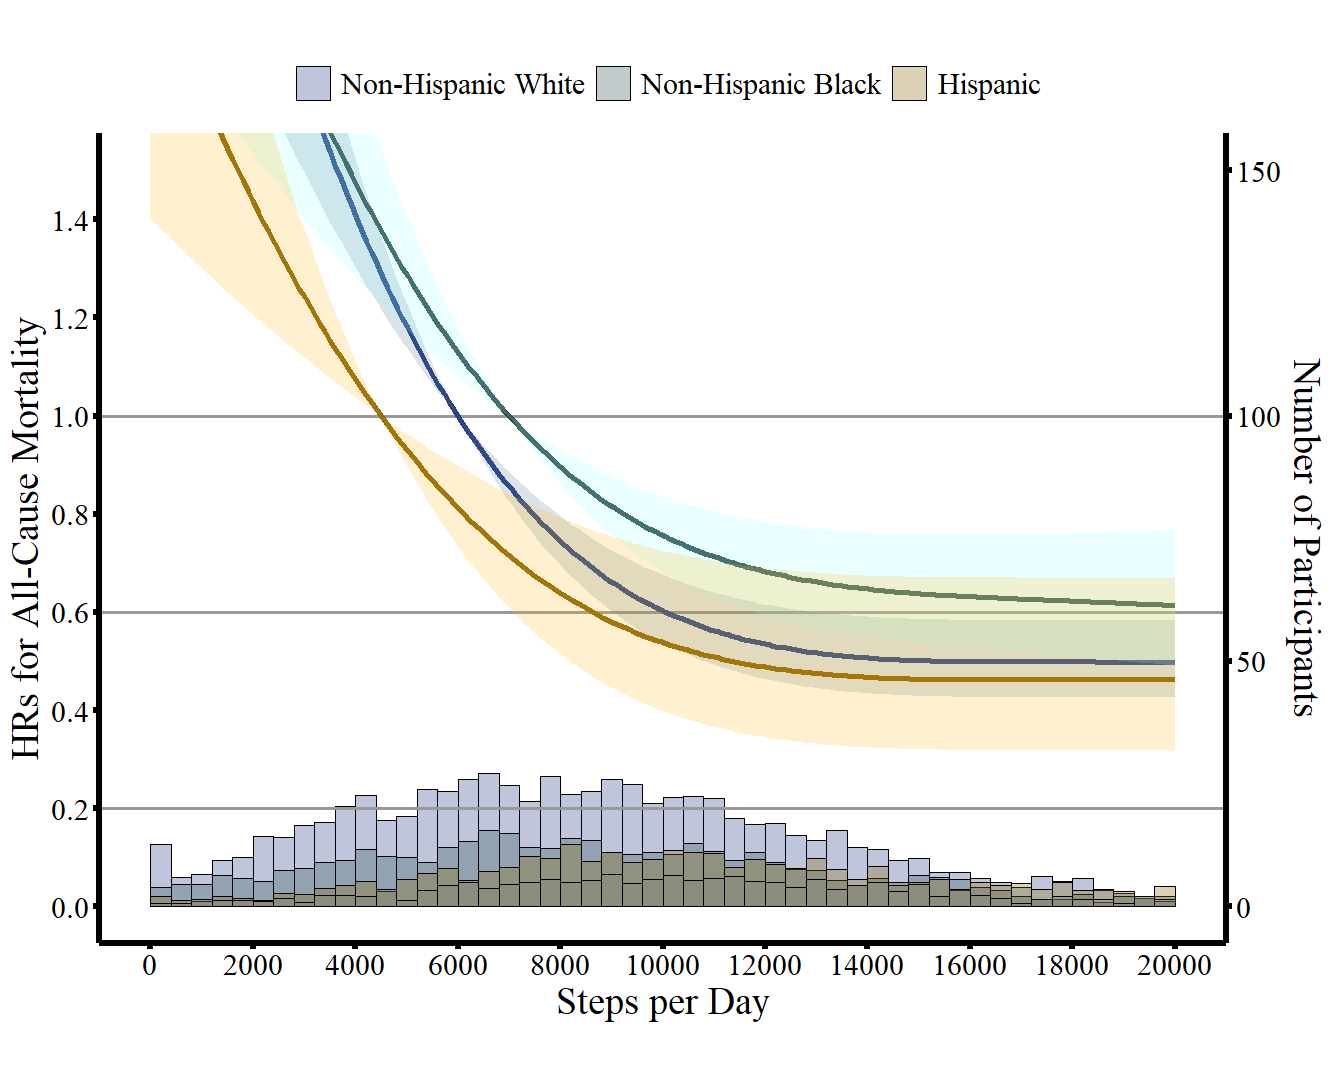 Non-Hispanic White Non-Hispanic Black Hispanic
HRs for All-Cause Mortality
1.4
1.2
1.0
0.8
0.6
0.4
0.2
0.0
150
100
50
0
Number of Participants
0 2000 4000 6000 8000 10000 12000 14000 16000 18000 20000
Steps per Day